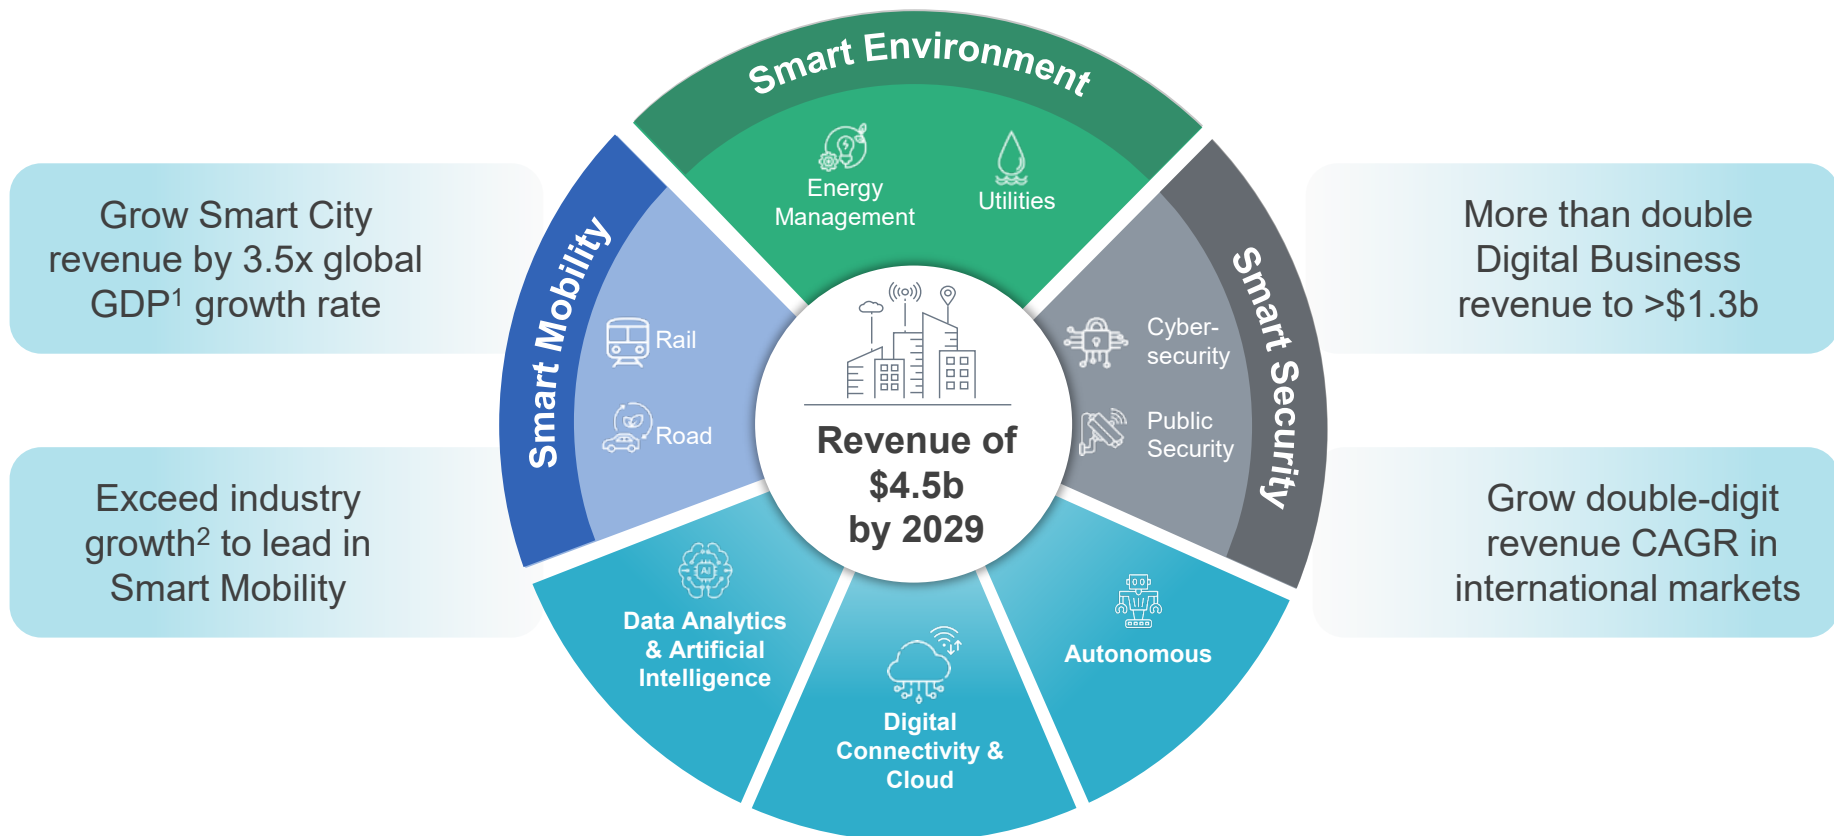 Smart Environment
Energy
Management
Utilities
Smart Mobility
Rail
Road
Smart Security
Cyber-
security
Public
Security
Revenue of
$4.5b
by 2029
Data Analytics
& Artificial
Intelligence
AI
Digital
Connectivity &
Cloud
Autonomous
Grow Smart City
revenue by 3.5x global
GDP¹ growth rate
Exceed industry
growth² to lead in
Smart Mobility
More than double
Digital Business
revenue to >$1.3b
Grow double-digit
revenue CAGR in
international markets